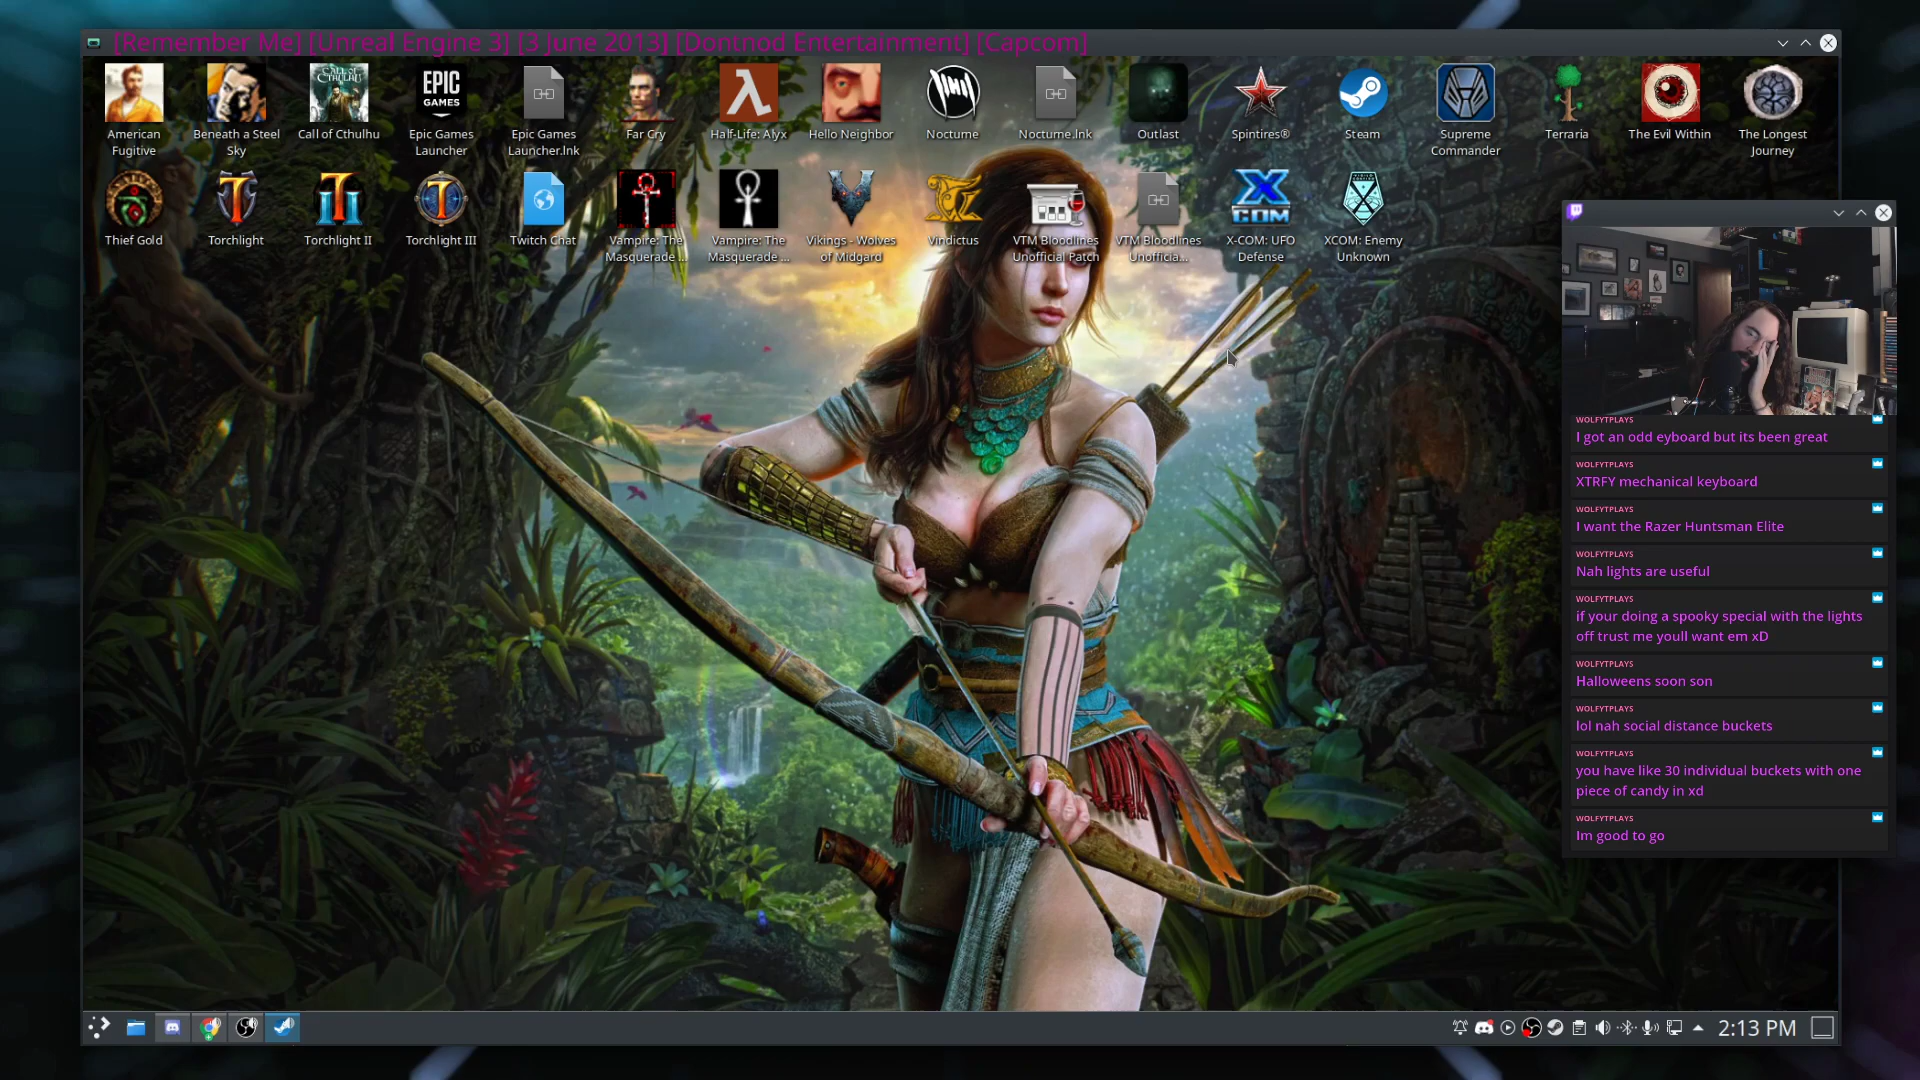 [Remember Me] [Unreal Engine 3] [3 June 2013] [Dontnod Entertainment] [Capcom]
American
Fugitive
Beneath a Steel
Sky
Call of Cthulhu
EPIC
GAMES
Epic Games
Launcher
Epic Games
Launcher.lnk
Far Cry
Half-Life: Alyx
Hello Neighbor
Nocturne
Nocturne.lnk
Outlast
Spintires®
Steam
Supreme
Commander
Terraria
The Evil Within
The Longest
Journey
Thief Gold
Torchlight
Torchlight II
Torchlight III
Twitch Chat
Vampire: The
Masquerade ...
Vampire: The
Masquerade ...
Vikings - Wolves
of Midgard
Vindictus
VTM Bloodlines
Unofficial Patch
VTM Bloodlines
Unofficia...
X COM
X-COM: UFO
Defense
XCOM: Enemy
Unknown
WOLFYTPLAYS
I got an odd eyboard but its been great
WOLFYTPLAYS
XTRFY mechanical keyboard
WOLFYTPLAYS
I want the Razer Huntsman Elite
WOLFYTPLAYS
Nah lights are useful
WOLFYTPLAYS
if your doing a spooky special with the lights
off trust me youll want em xD
WOLFYTPLAYS
Halloweens soon son
WOLFYTPLAYS
lol nah social distance buckets
WOLFYTPLAYS
you have like 30 individual buckets with one
piece of candy in xd
WOLFYTPLAYS
Im good to go
2:13 PM